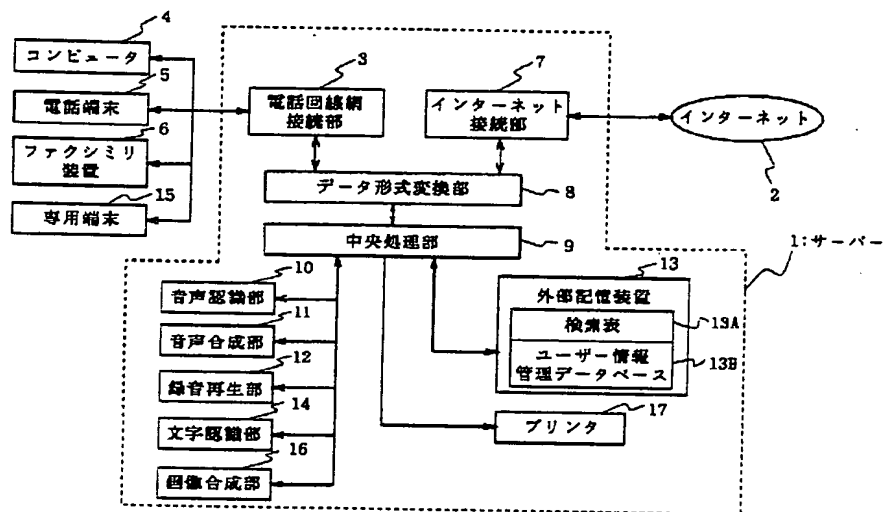 4
コンピュータ
5
電話端末
6
ファクシミリ
装置
15
専用端末
3
電話回線網
接続部
7
インターネット
接続部
インターネット
2
データ形式変換部
8
中央処理部
9
1:サーバー
10
音声認識部
11
音声合成部
12
録音再生部
14
文字認識部
16
画像合成部
13
外部記憶装置
検索表
13A
ユーザー情報
管理データベース
13B
17
プリンタ